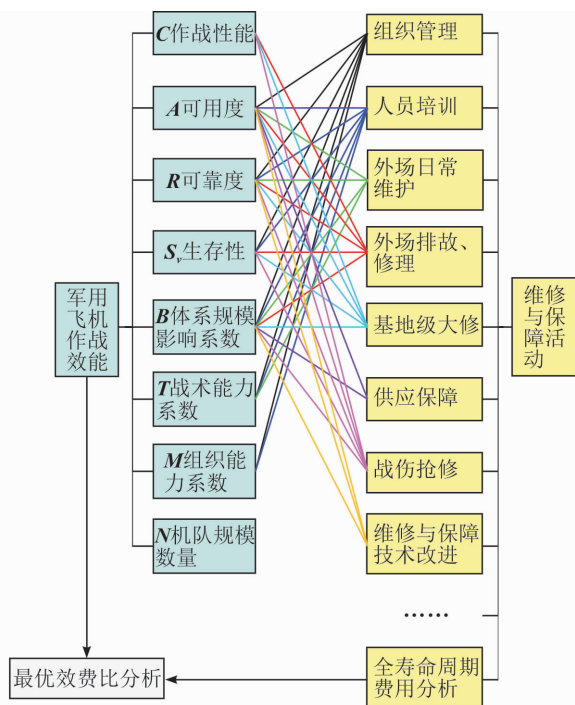 军用
飞机
作战
效能
C作战性能
A可用度
R可靠度
Sv生存性
B体系规模
影响系数
T战术能力
系数
M组织能
力系数
N机队规模
数量
组织管理
人员培训
外场日常
维护
外场排故、
修理
基地级大修
供应保障
战伤抢修
维修与保障
技术改进
……
全寿命周期
费用分析
维修
与保
障活
动
最优效费比分析